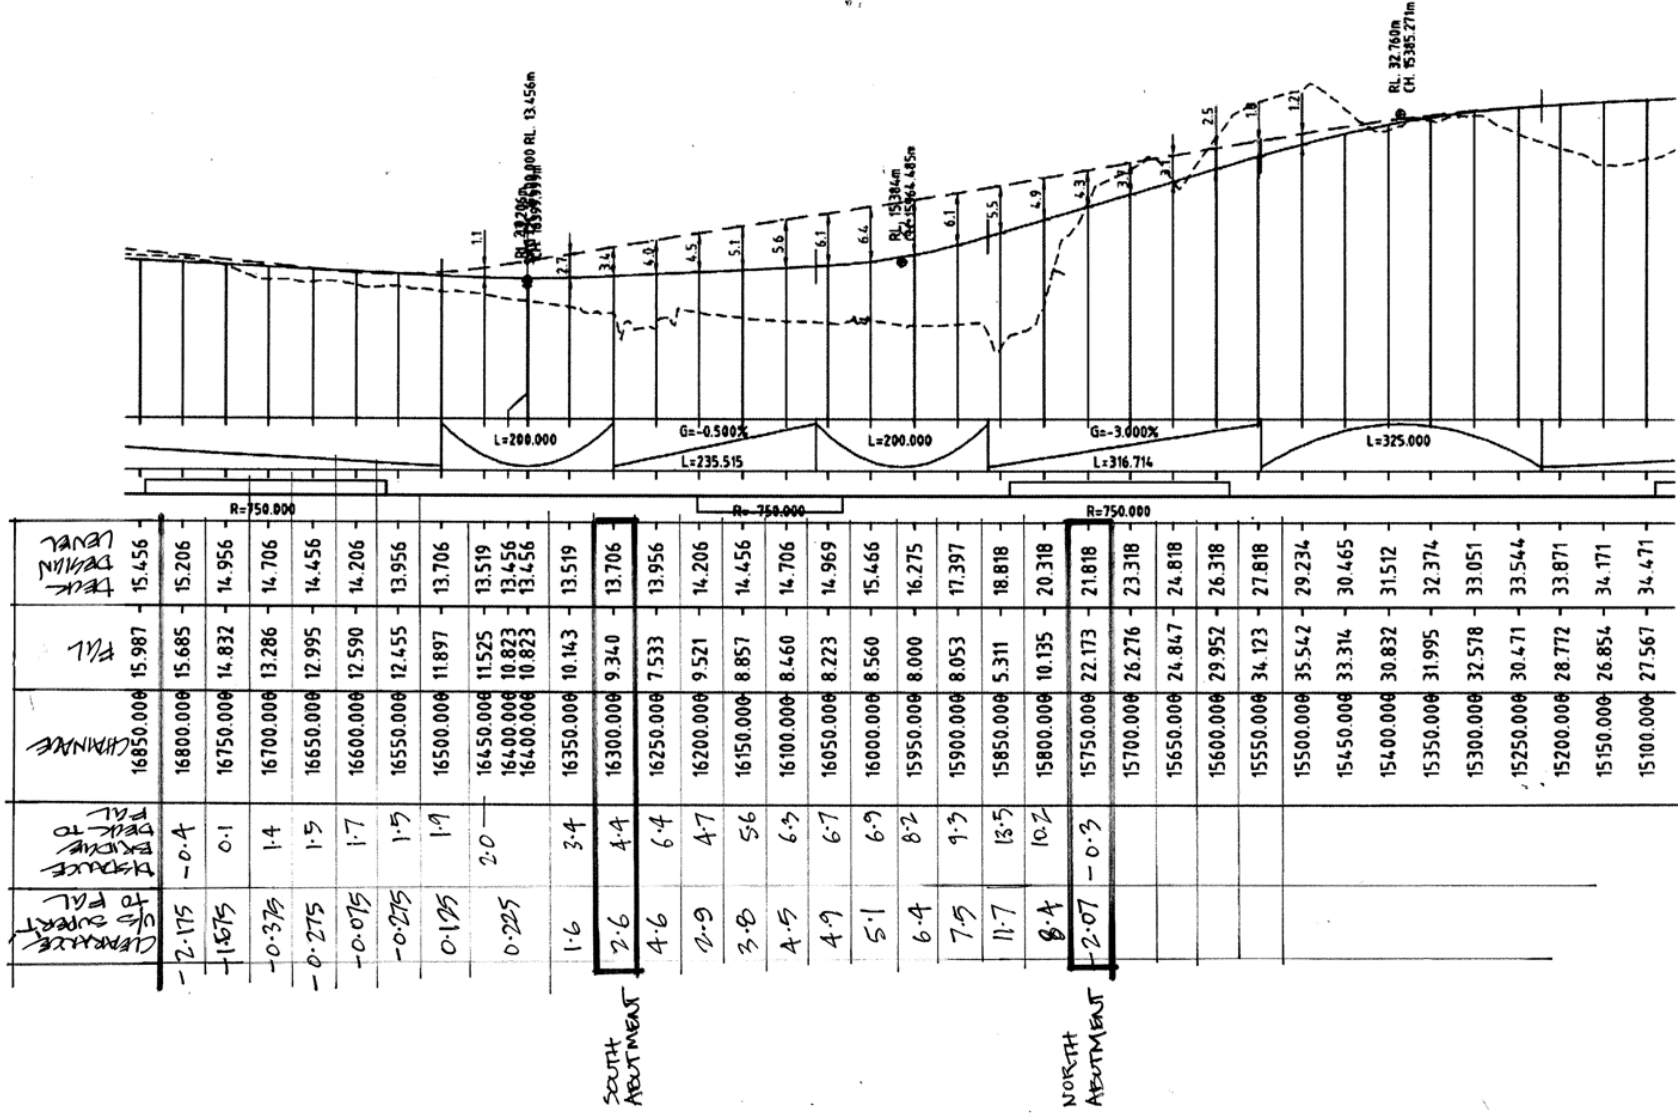 RL. 13.456m
RL. 15.384m
RL. 32.760m
CH. 15385.271m
1.1
2.7
3.4
4.0
4.5
5.1
5.6
6.1
6.4
6.1
5.5
4.9
4.3
3.7
3.1
2.5
1.8
1.21
L=200.000
G=-0.500%
L=235.515
L=200.000
G=-3.000%
L=316.714
L=325.000
R=750.000
R=-750.000
R=750.000
DECK DESIGN LEVEL
15.456 15.206 14.956 14.706 14.456 14.206 13.956 13.706 13.519 13.456 13.456 13.519 13.706 13.956 14.206 14.456 14.706 14.969 15.466 16.275 17.397 18.818 20.318 21.818 23.318 24.818 26.318 27.818 29.234 30.465 31.512 32.374 33.051 33.544 33.871 34.171 34.471
FGL
15.987 15.685 14.832 13.286 12.995 12.590 12.455 11.897 11.525 10.823 10.823 10.143 9.340 7.533 9.521 8.857 8.460 8.223 8.560 8.000 8.053 5.311 10.135 22.173 26.276 24.847 29.952 34.123 35.542 33.314 30.832 31.995 32.578 30.471 28.772 26.854 27.567
CHAINAGE
16850.000 16800.000 16750.000 16700.000 16650.000 16600.000 16550.000 16500.000 16450.000 16400.000 16400.000 16350.000 16300.000 16250.000 16200.000 16150.000 16100.000 16050.000 16000.000 15950.000 15900.000 15850.000 15800.000 15750.000 15700.000 15650.000 15600.000 15550.000 15500.000 15450.000 15400.000 15350.000 15300.000 15250.000 15200.000 15150.000 15100.000
DISTANCE BRIDGE DECK TO FGL
-0.4 0.1 1.4 1.5 1.7 1.5 1.9 2.0 3.4 4.4 6.4 4.7 5.6 6.3 6.7 6.9 8.2 9.3 13.5 10.2 -0.3
CLEARANCE U/S SUPERT TO FGL
-2.175 -1.675 -0.375 -0.275 -0.075 -0.275 0.125 0.225 1.6 2.6 4.6 2.9 3.8 4.5 4.9 5.1 6.4 7.5 11.7 8.4 -2.07
SOUTH
ABUTMENT
NORTH
ABUTMENT